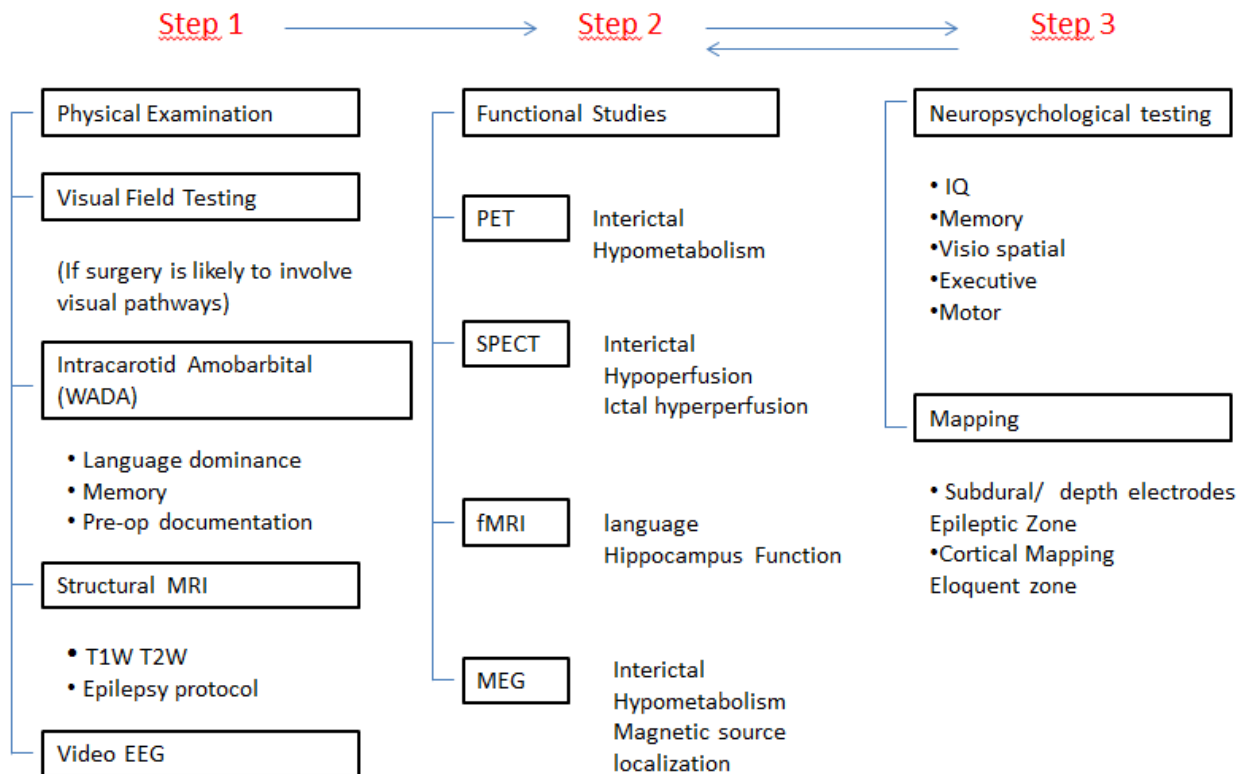 Step 1
Step 2
Step 3
Physical Examination
Visual Field Testing
(If surgery is likely to involve
visual pathways)
Intracarotid Amobarbital
(WADA)
• Language dominance
• Memory
• Pre-op documentation
Structural MRI
• T1W T2W
• Epilepsy protocol
Video EEG
Functional Studies
PET
Interictal
Hypometabolism
SPECT
Interictal
Hypoperfusion
Ictal hyperperfusion
fMRI
language
Hippocampus Function
MEG
Interictal
Hypometabolism
Magnetic source
localization
Neuropsychological testing
• IQ
•Memory
•Visio spatial
•Executive
•Motor
Mapping
• Subdural/ depth electrodes
Epileptic Zone
•Cortical Mapping
Eloquent zone